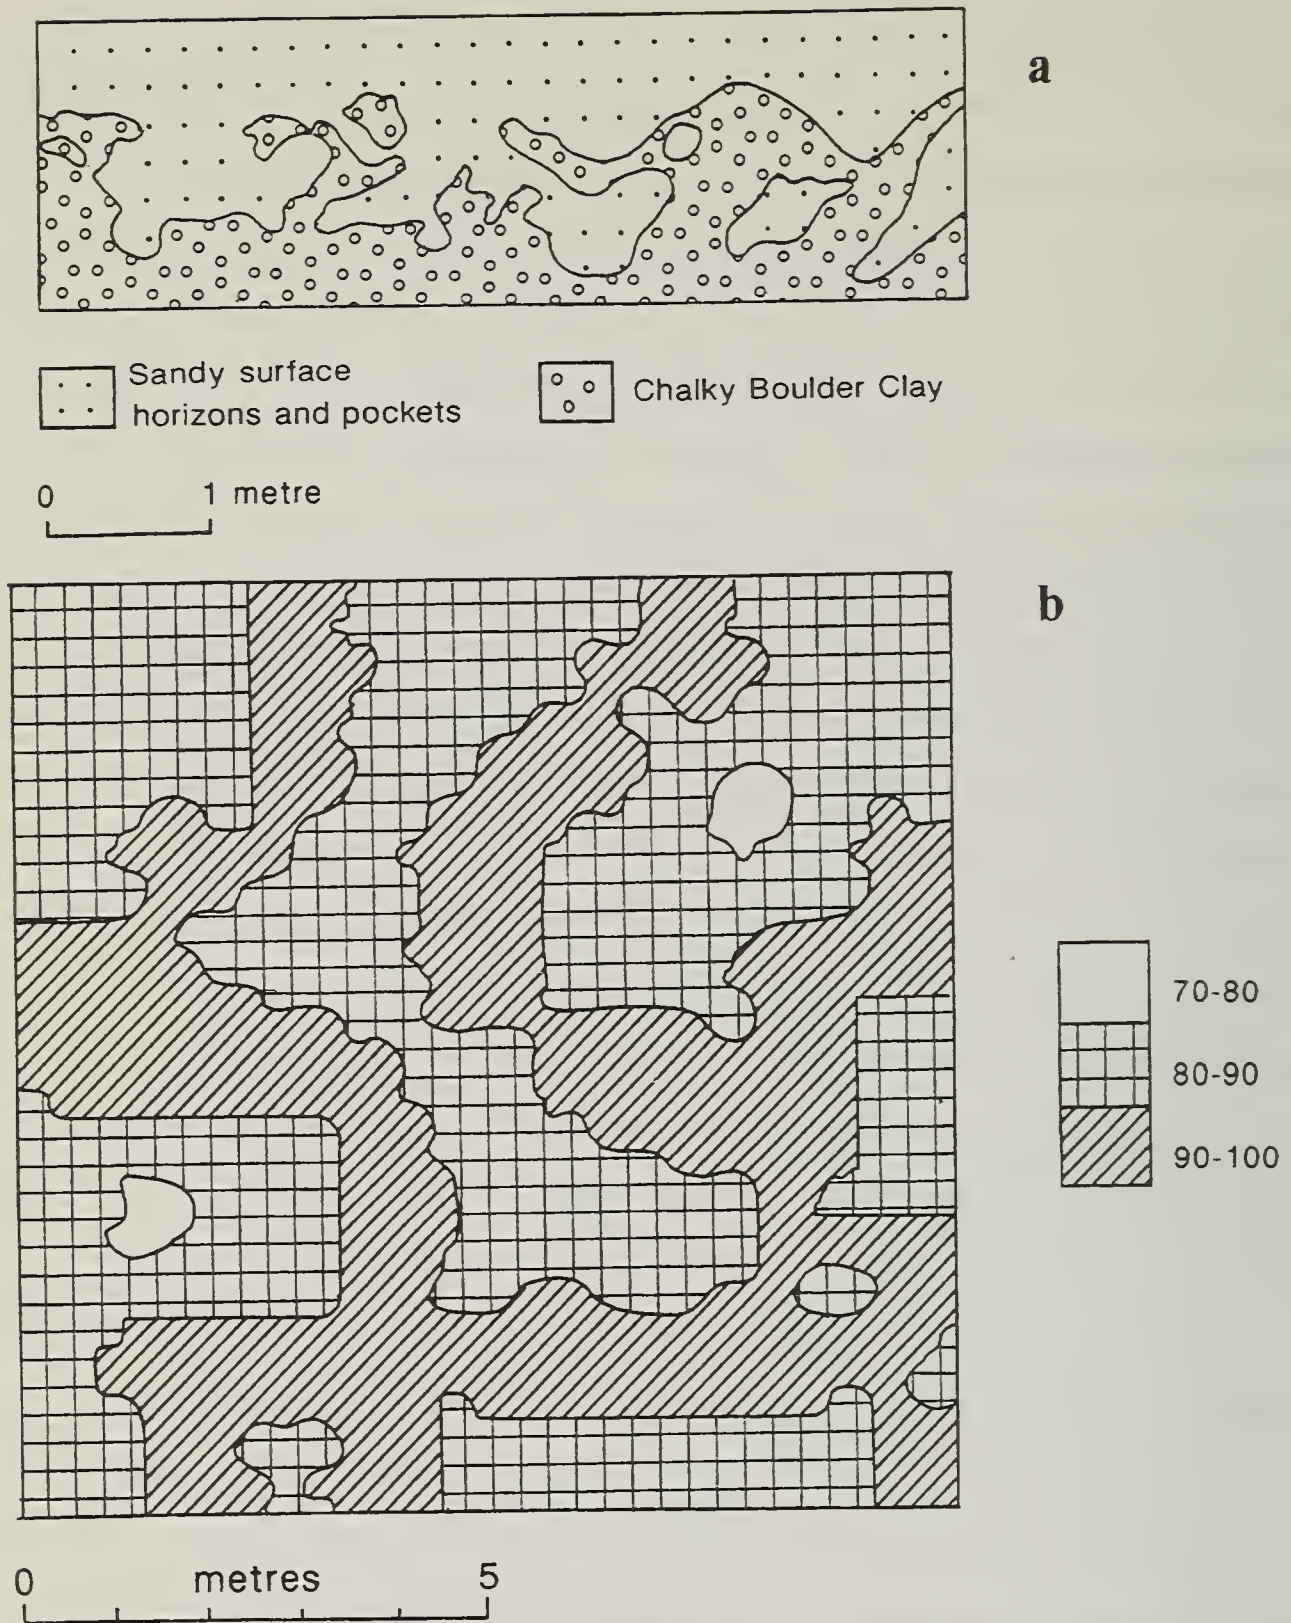 a
Sandy surface
horizons and pockets
Chalky Boulder Clay
0 1 metre
b
70-80
80-90
90-100
0 metres 5